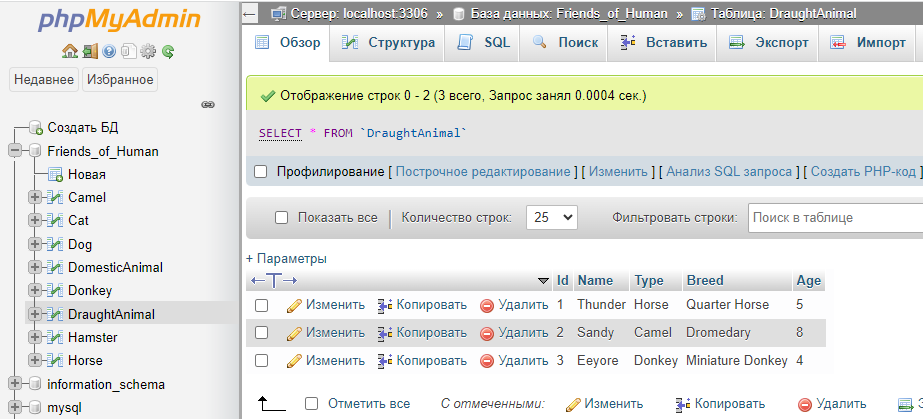 phpMyAdmin
Недавнее Избранное
Создать БД
Friends_of_Human
Новая
Camel
Cat
Dog
DomesticAnimal
Donkey
DraughtAnimal
Hamster
Horse
information_schema
mysql
Сервер: localhost:3306 » База данных: Friends_of_Human » Таблица: DraughtAnimal
Обзор Структура SQL Поиск Вставить Экспорт Импорт
Отображение строк 0 - 2 (3 всего, Запрос занял 0.0004 сек.)
SELECT * FROM `DraughtAnimal`
Профилирование [ Построчное редактирование ] [ Изменить ] [ Анализ SQL запроса ] [ Создать PHP-код ]
Показать все Количество строк: 25 Фильтровать строки: Поиск в таблице
+ Параметры
←T→ Id Name Type Breed Age
Изменить Копировать Удалить 1 Thunder Horse Quarter Horse 5
Изменить Копировать Удалить 2 Sandy Camel Dromedary 8
Изменить Копировать Удалить 3 Eeyore Donkey Miniature Donkey 4
Отметить все С отмеченными: Изменить Копировать Удалить Э